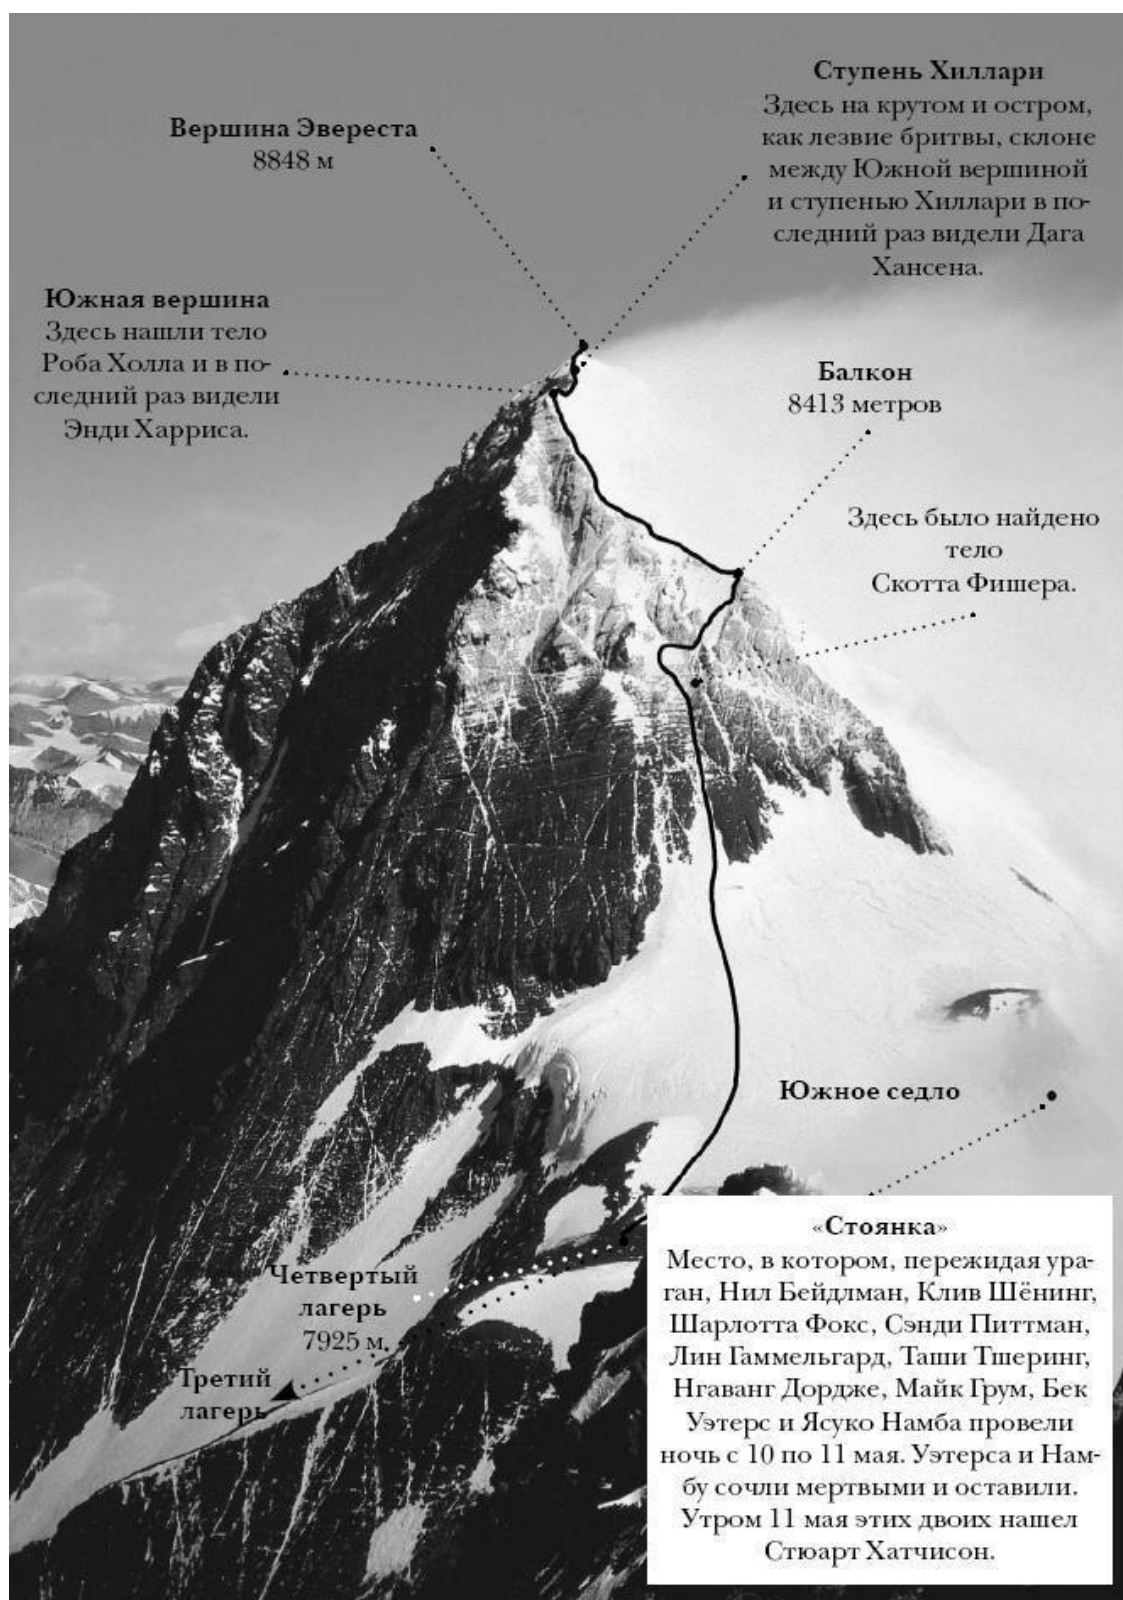 Ступень Хиллари
Здесь на крутом и остром,
как лезвие бритвы, склоне
между Южной вершиной
и ступенью Хиллари в по-
следний раз видели Дага
Хансена.
Вершина Эвереста
8848 м
Южная вершина
Здесь нашли тело
Роба Холла и в по-
следний раз видели
Энди Харриса.
Балкон
8413 метров
Здесь было найдено
тело
Скотта Фишера.
Южное седло
«Стоянка»
Место, в котором, пережидая ура-
ган, Нил Бейдлман, Клив Шёнинг,
Шарлотта Фокс, Сэнди Питтман,
Лин Гаммельгард, Таши Тшеринг,
Нгаванг Дордже, Майк Грум, Бек
Уэтерс и Ясуко Намба провели
ночь с 10 по 11 мая. Уэтерса и Нам-
бу сочли мертвыми и оставили.
Утром 11 мая этих двоих нашел
Стюарт Хатчисон.
Четвертый
лагерь
7925 м.
Третий
лагерь